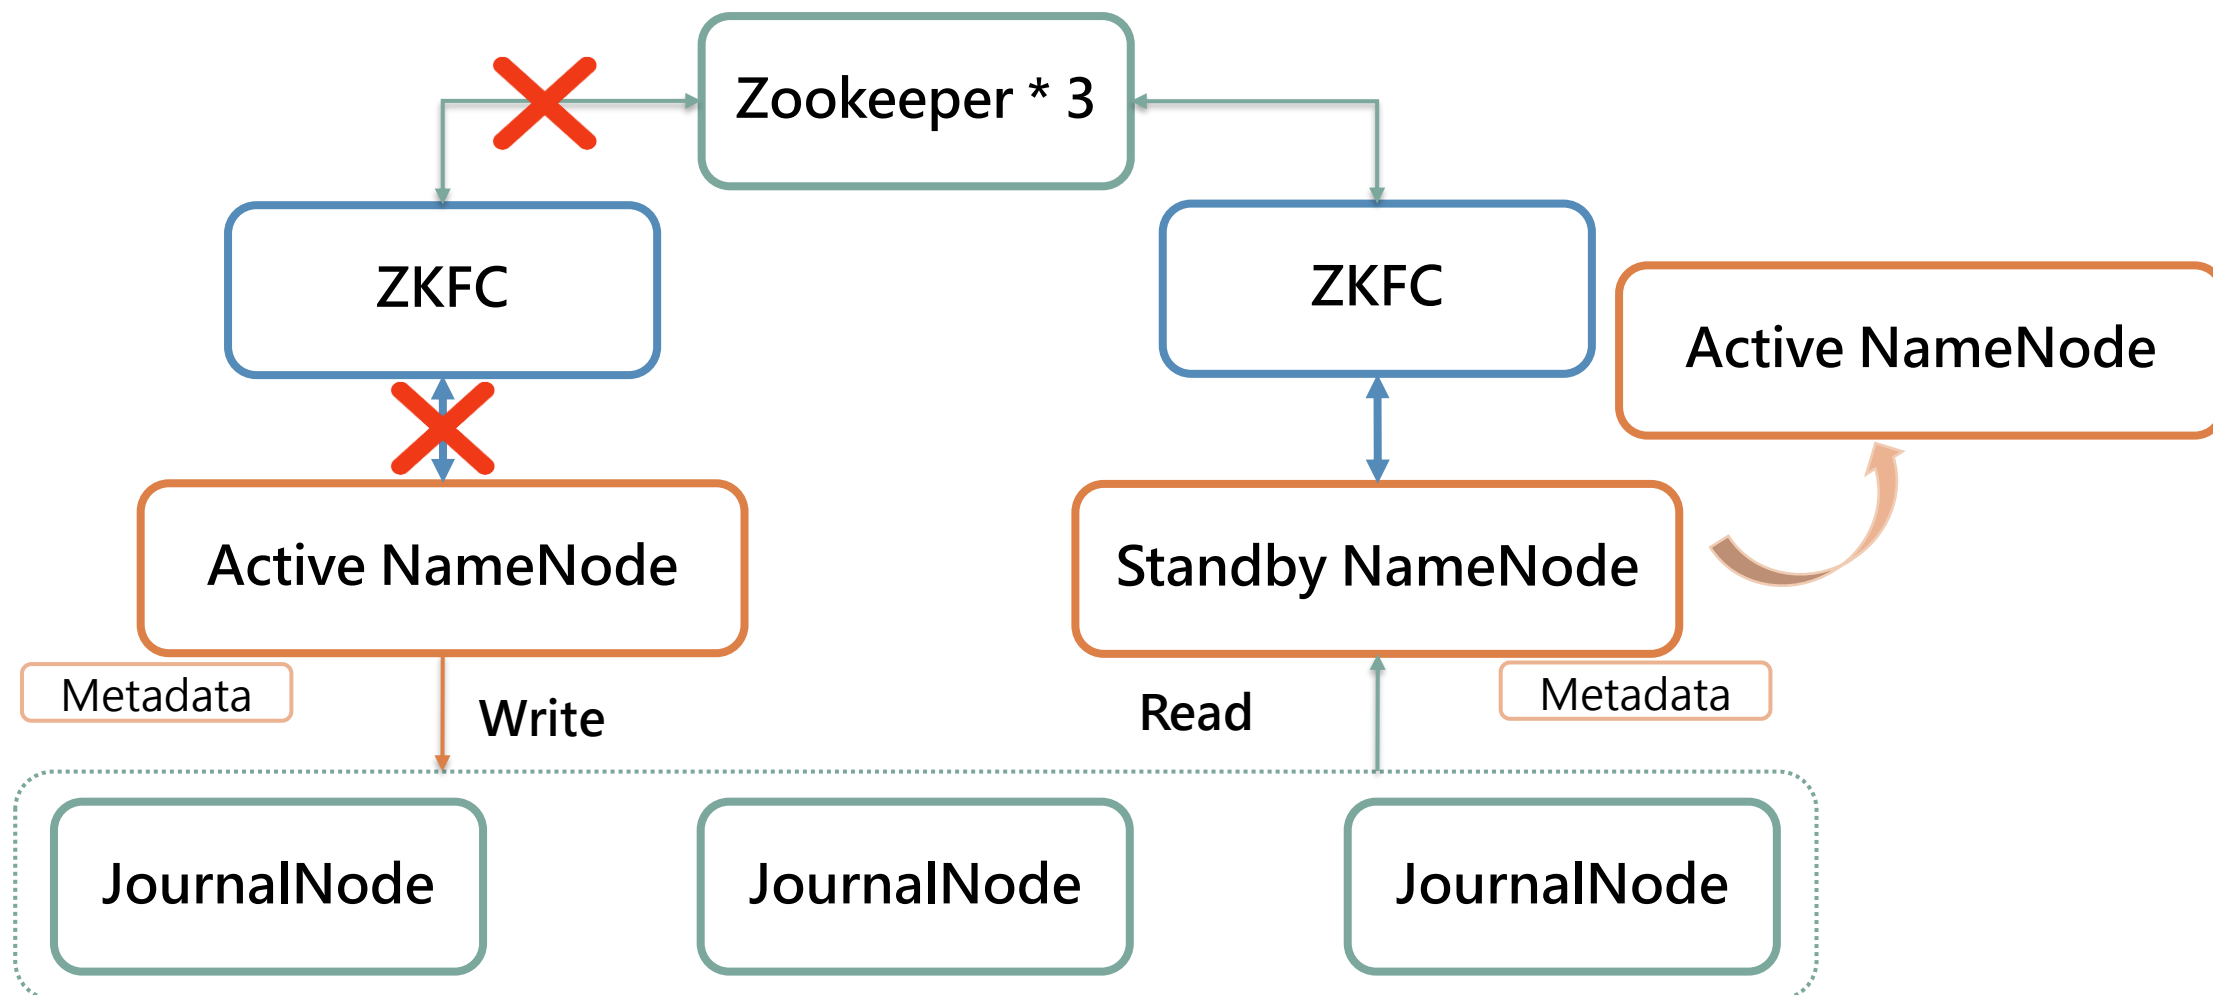 Zookeeper * 3
ZKFC
ZKFC
Active NameNode
Active NameNode
Standby NameNode
Metadata
Write
Read
Metadata
JournalNode
JournalNode
JournalNode